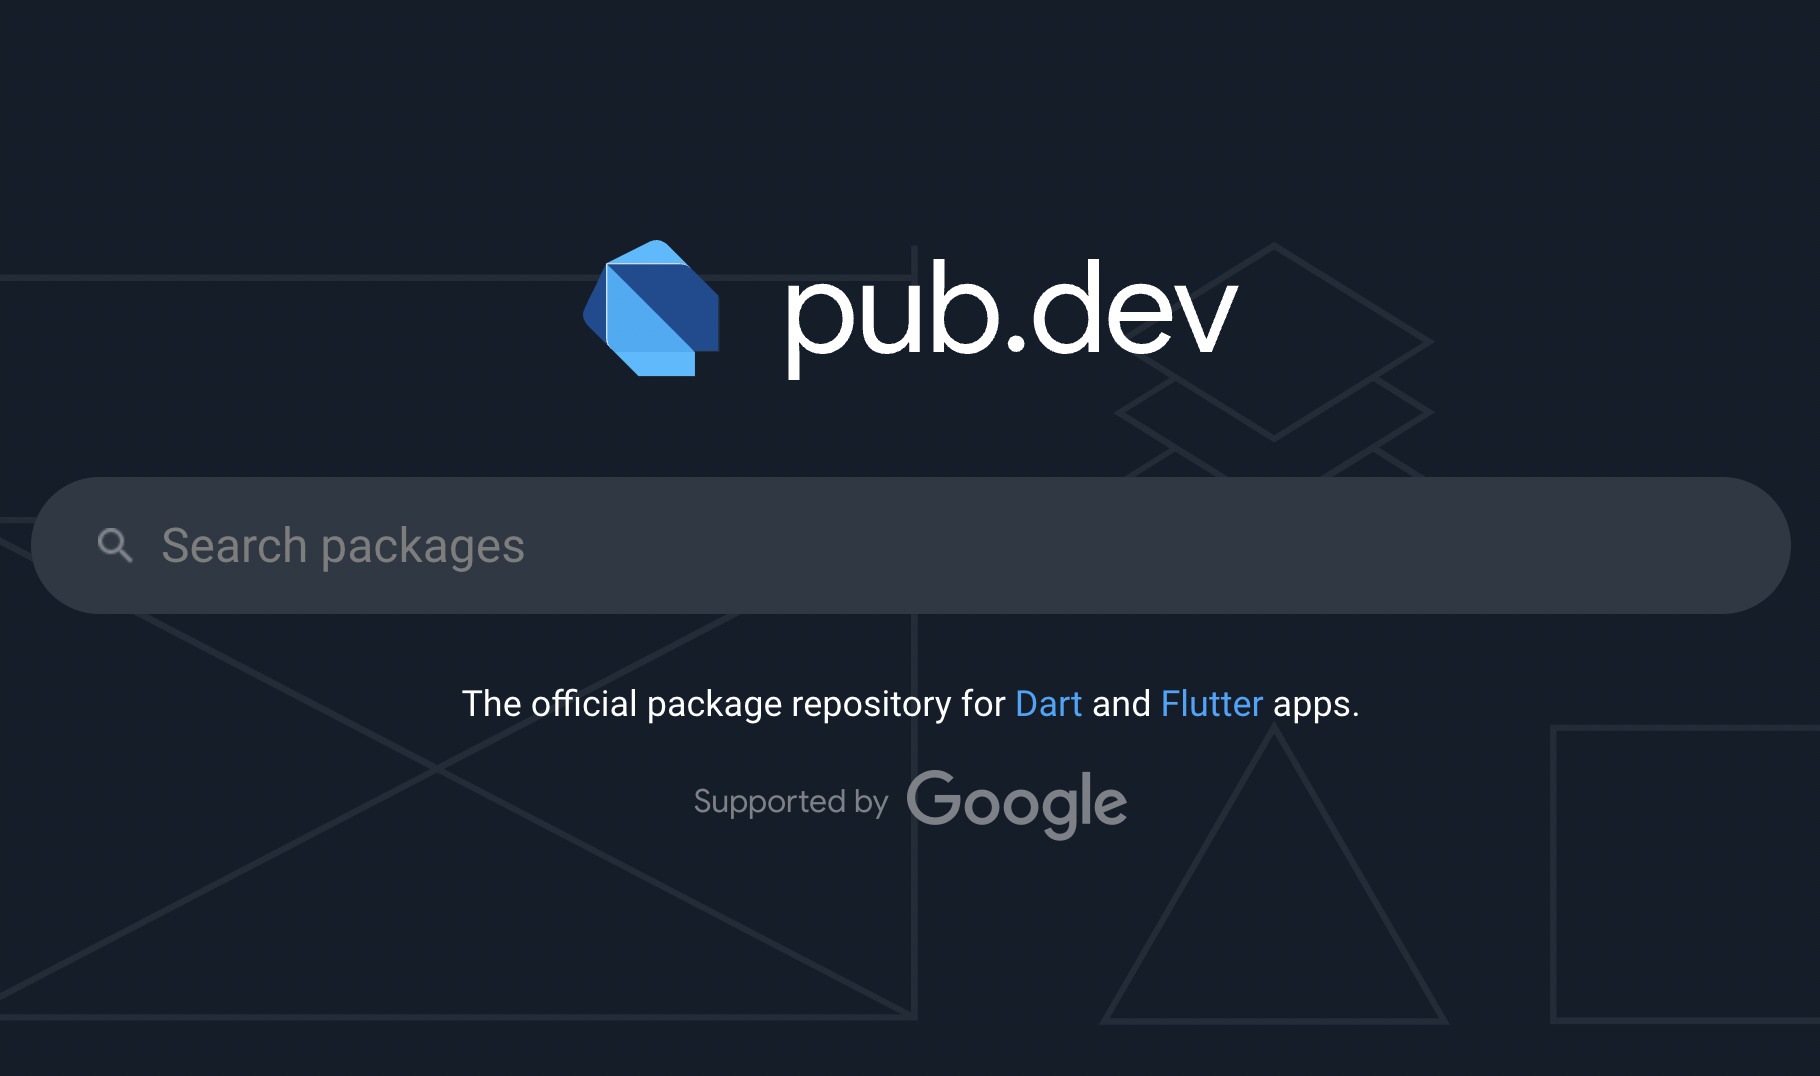 pub.dev
Search packages
The official package repository for Dart and Flutter apps.
Supported by Google